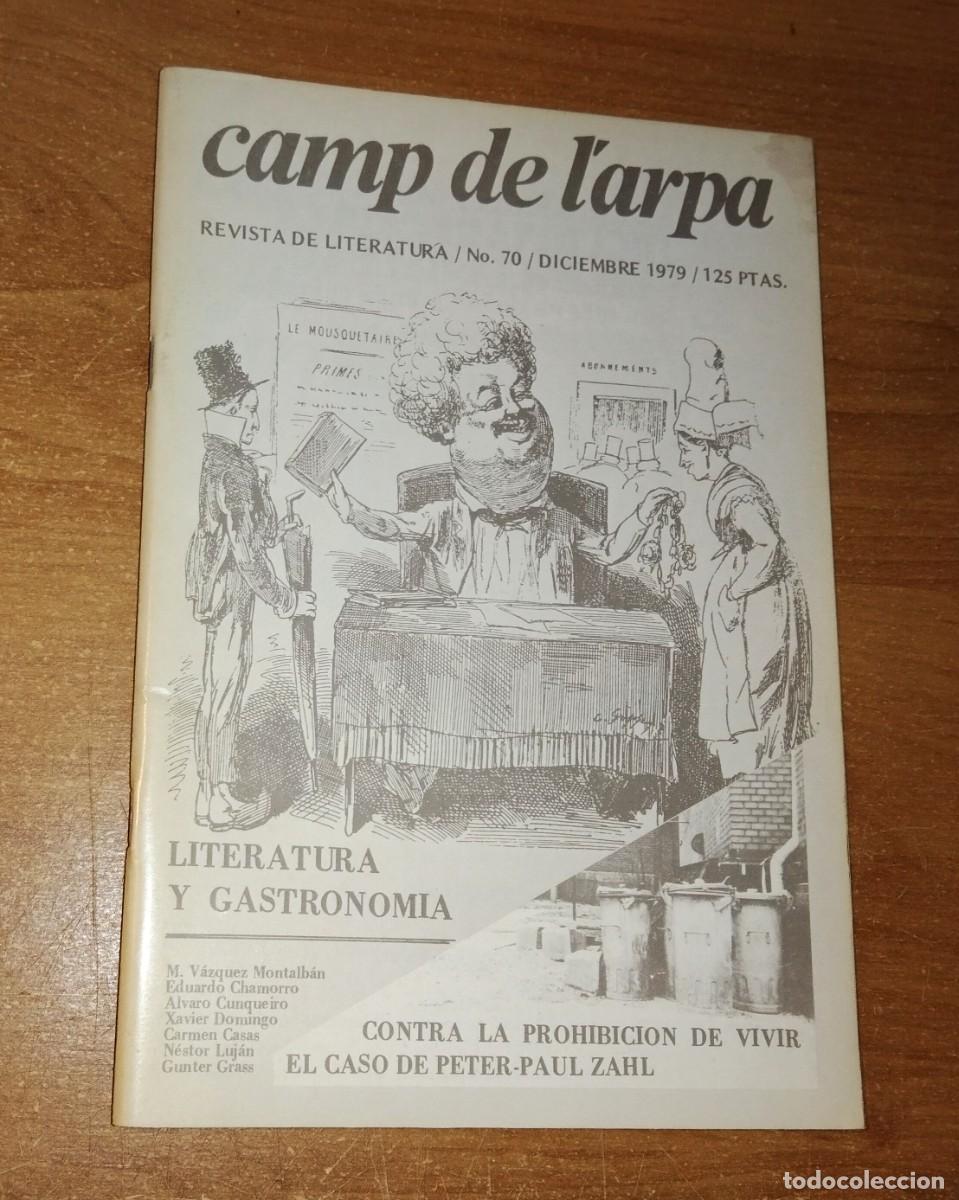 camp de l'arpa
REVISTA DE LITERATURA / No. 70 / DICIEMBRE 1979 / 125 PTAS.
LE MOUSQUETAIRE
PRIMES
ABONNEMENTS
LITERATURA
Y GASTRONOMIA
M. Vázquez Montalbán
Eduardo Chamorro
Alvaro Cunqueiro
Xavier Domingo
Carmen Casas
Néstor Luján
Gunter Grass
CONTRA LA PROHIBICION DE VIVIR
EL CASO DE PETER-PAUL ZAHL
todocoleccion